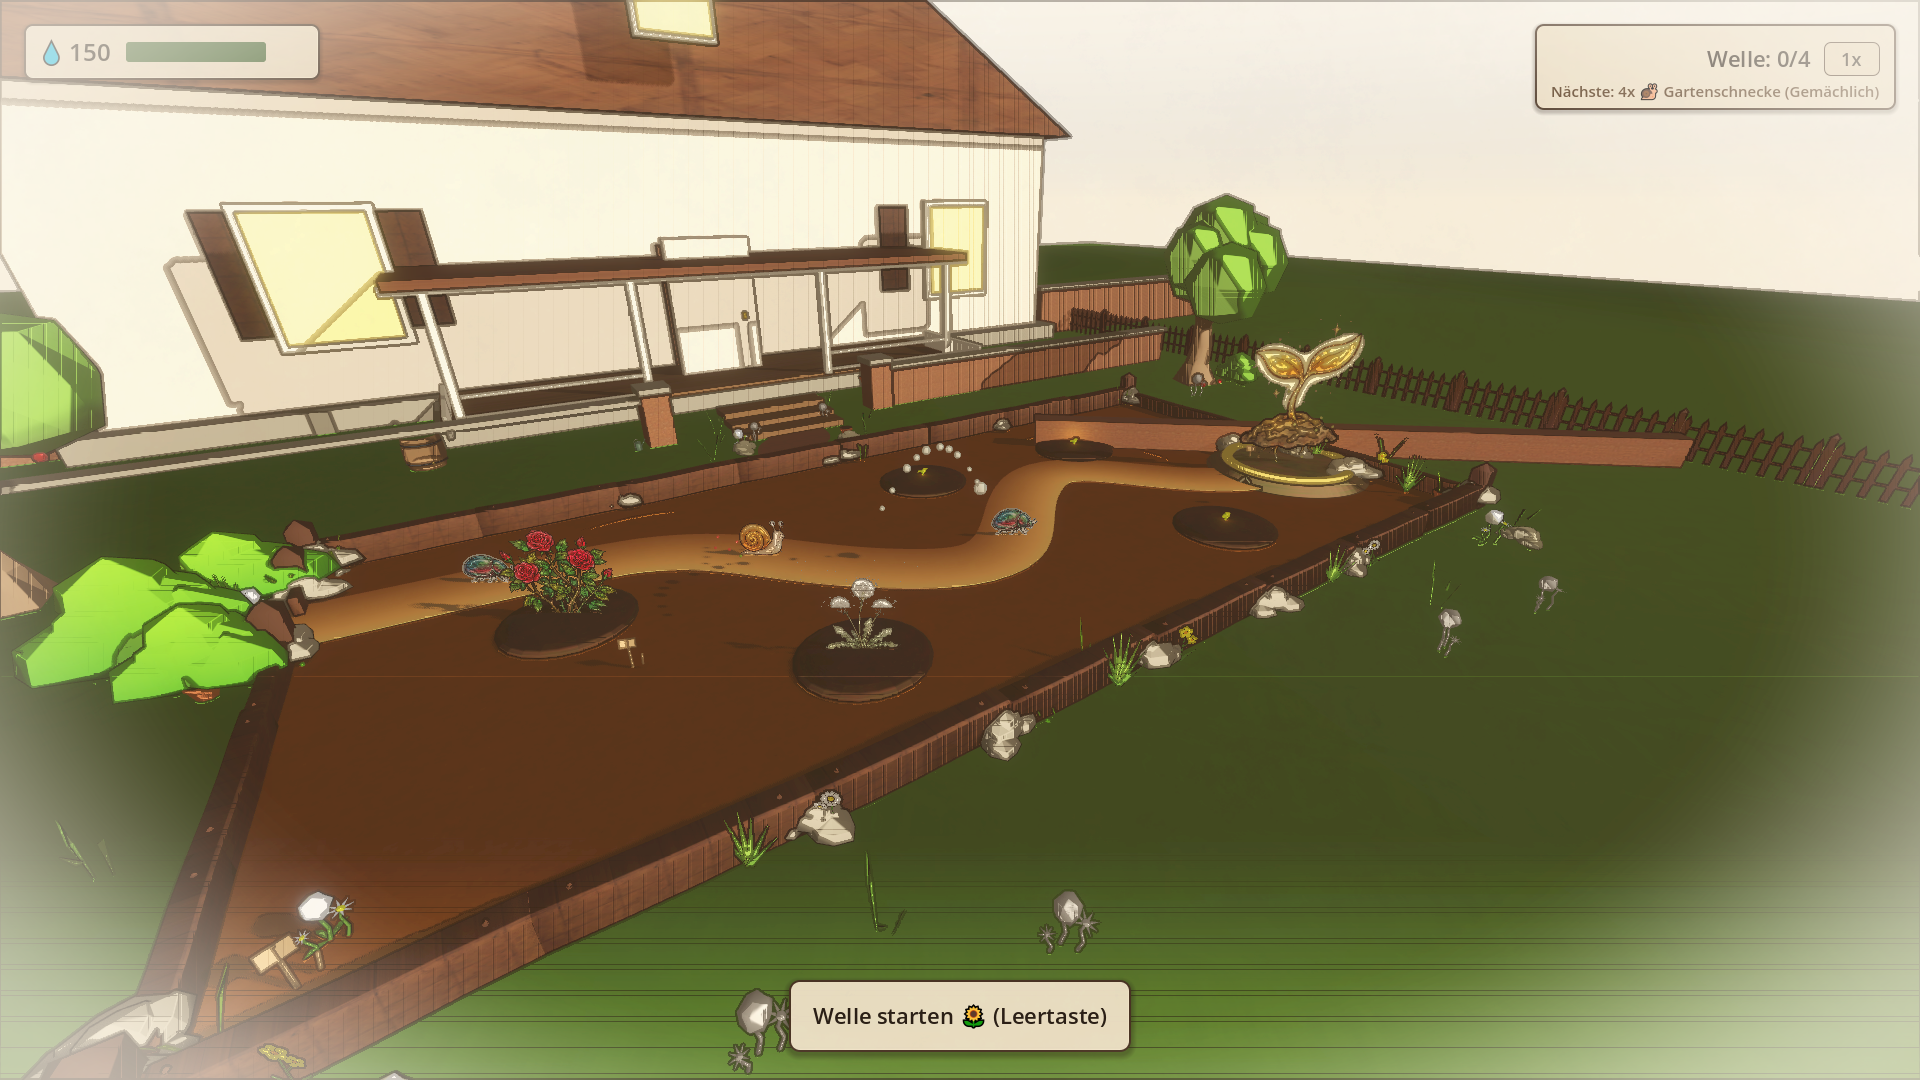 150
Welle: 0/4 1x
Nächste: 4x Gartenschnecke (Gemächlich)
Welle starten 🌻 (Leertaste)